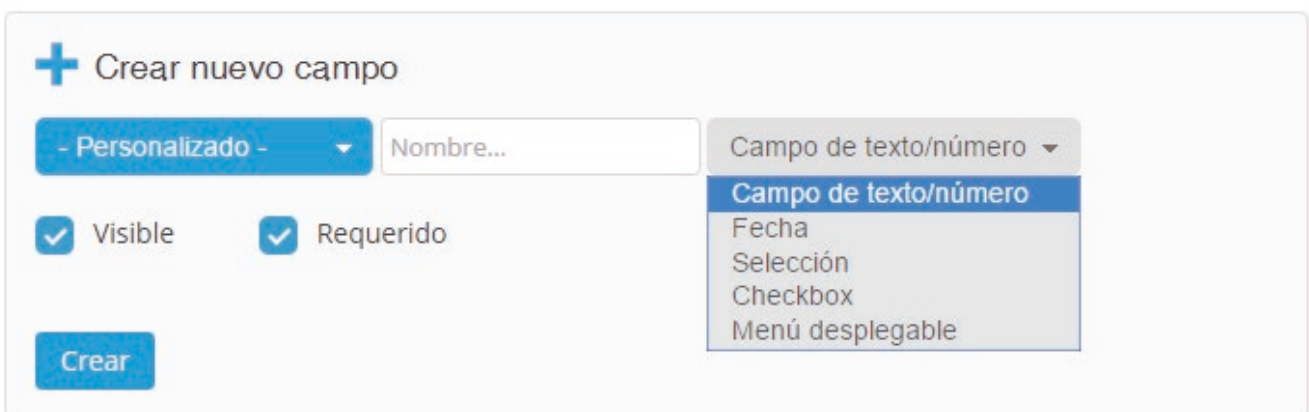 Crear nuevo campo
- Personalizado - Nombre... Campo de texto/número
Campo de texto/número
Fecha
Visible Requerido
Selección
Checkbox
Menú desplegable
Crear